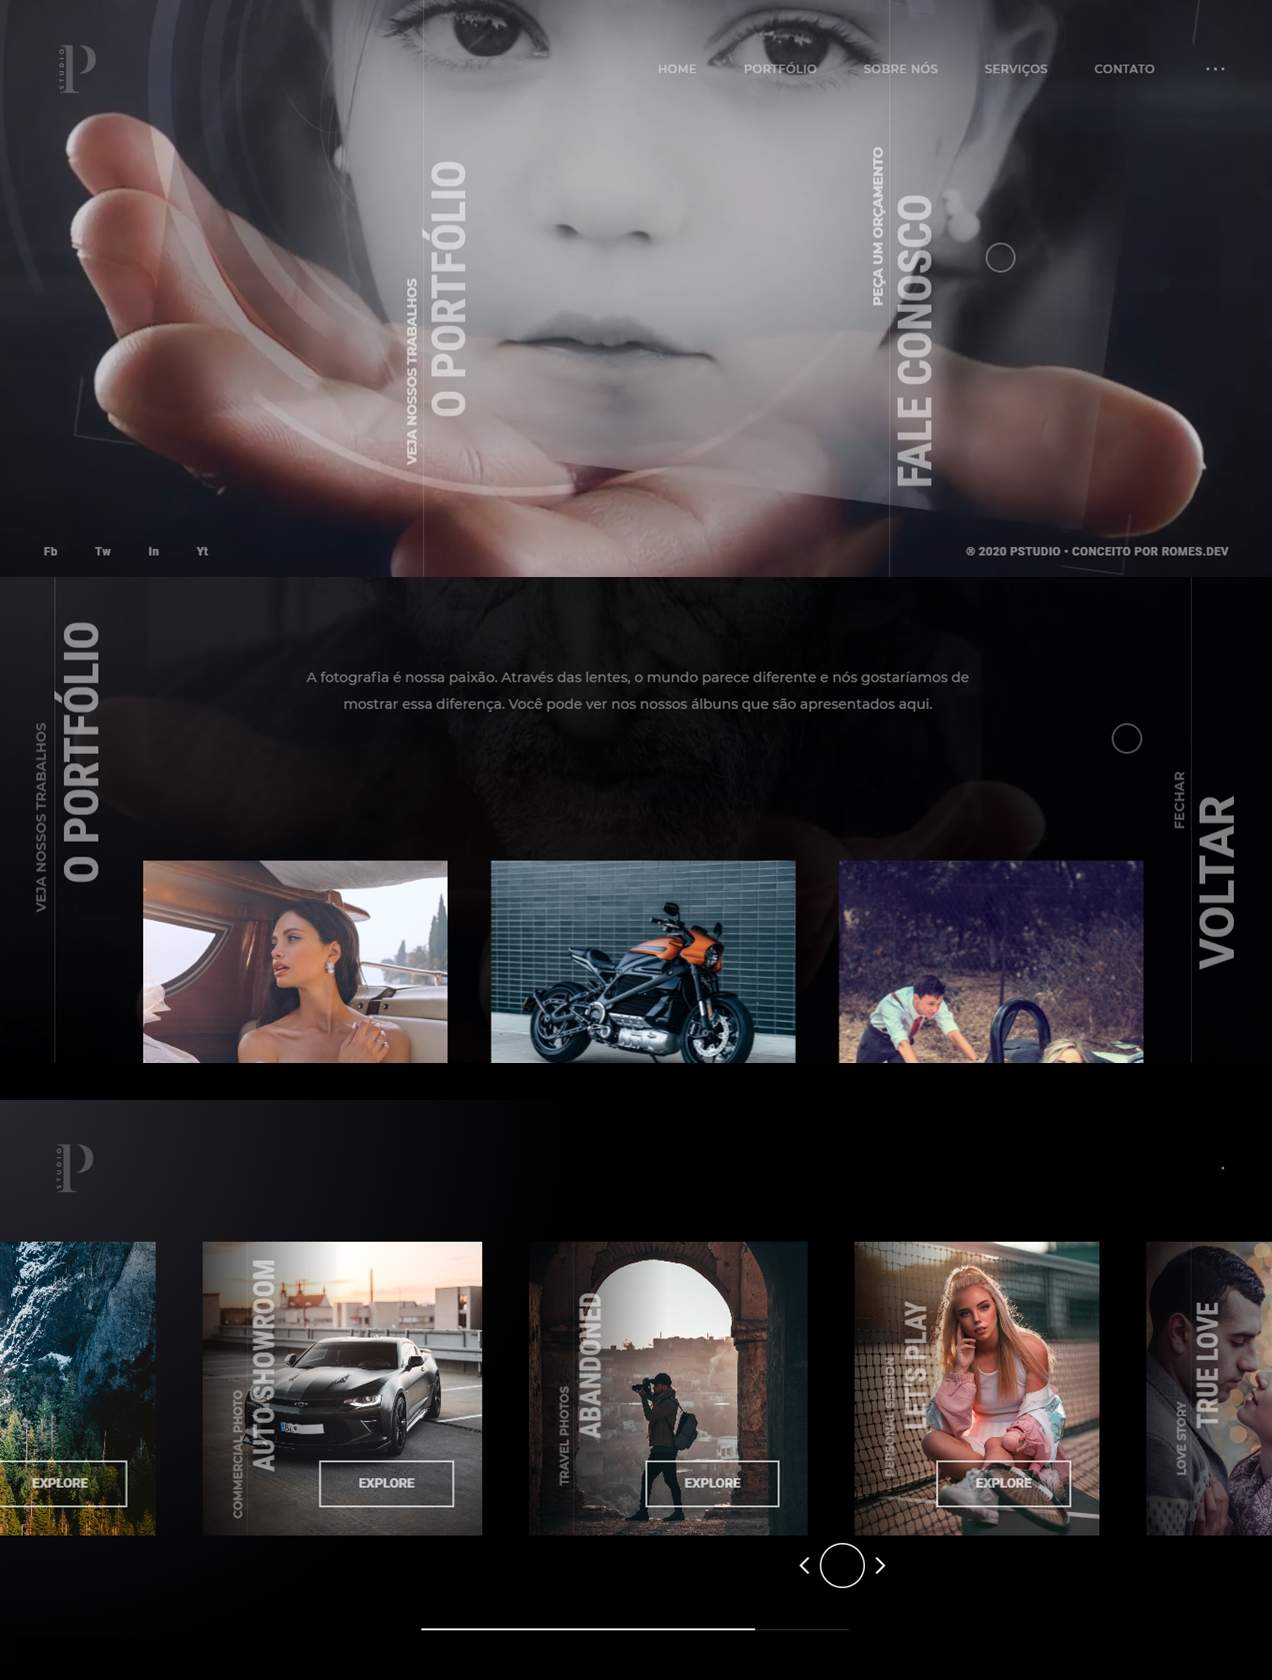 STUDIO
P
HOME PORTFÓLIO SOBRE NÓS SERVIÇOS CONTATO
VEJA NOSSOS TRABALHOS
O PORTFÓLIO
PEÇA UM ORÇAMENTO
FALE CONOSCO
Fb Tw In Yt
® 2020 PSTUDIO • CONCEITO POR ROMES.DEV
VEJA NOSSOS TRABALHOS
O PORTFÓLIO
A fotografia é nossa paixão. Através das lentes, o mundo parece diferente e nós gostaríamos de
mostrar essa diferença. Você pode ver nos nossos álbuns que são apresentados aqui.
FECHAR
VOLTAR
STUDIO
P
EXPLORE
COMMERCIAL PHOTO
AUTO SHOWROOM
EXPLORE
TRAVEL PHOTOS
ABANDONED
EXPLORE
PERSONAL SESSION
LET'S PLAY
EXPLORE
LOVE STORY
TRUE LOVE